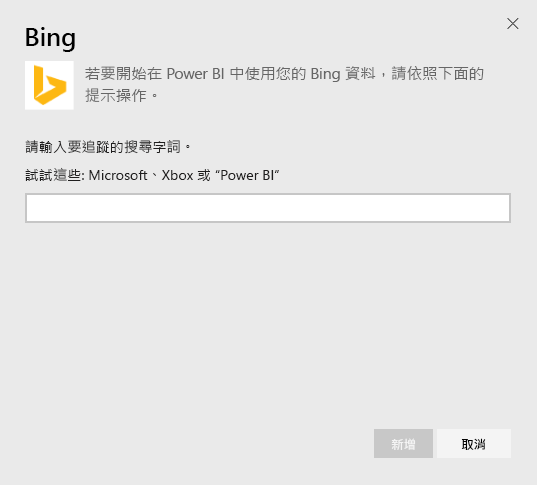 Bing
若要開始在 Power BI 中使用您的 Bing 資料，請依照下面的
提示操作。
請輸入要追蹤的搜尋字詞。
試試這些: Microsoft、Xbox 或 “Power BI”
新增
取消